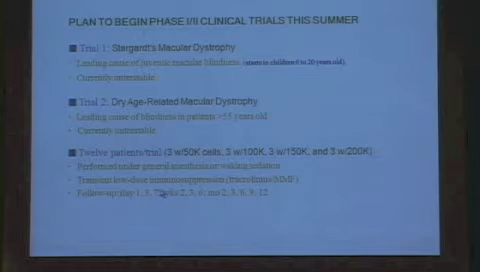 PLAN TO BEGIN PHASE I/II CLINICAL TRIALS THIS SUMMER
Trial 1: Stargardt's Macular Dystrophy
Leading cause of juvenile macular blindness (starts in children 6 to 20 years old)
Currently untreatable
Trial 2: Dry Age-Related Macular Dystrophy
Leading cause of blindness in patients >55 years old
Currently untreatable
Twelve patients/trial (3 w/50K cells, 3 w/100K, 3 w/150K, and 3 w/200K)
Performed under general anesthesia or waking sedation
Transient low-dose immunosuppression (tacrolimus/MMF)
Follow-up: day 1, 3, 7; wks 2, 3, 6; mo 2, 3, 6, 9, 12